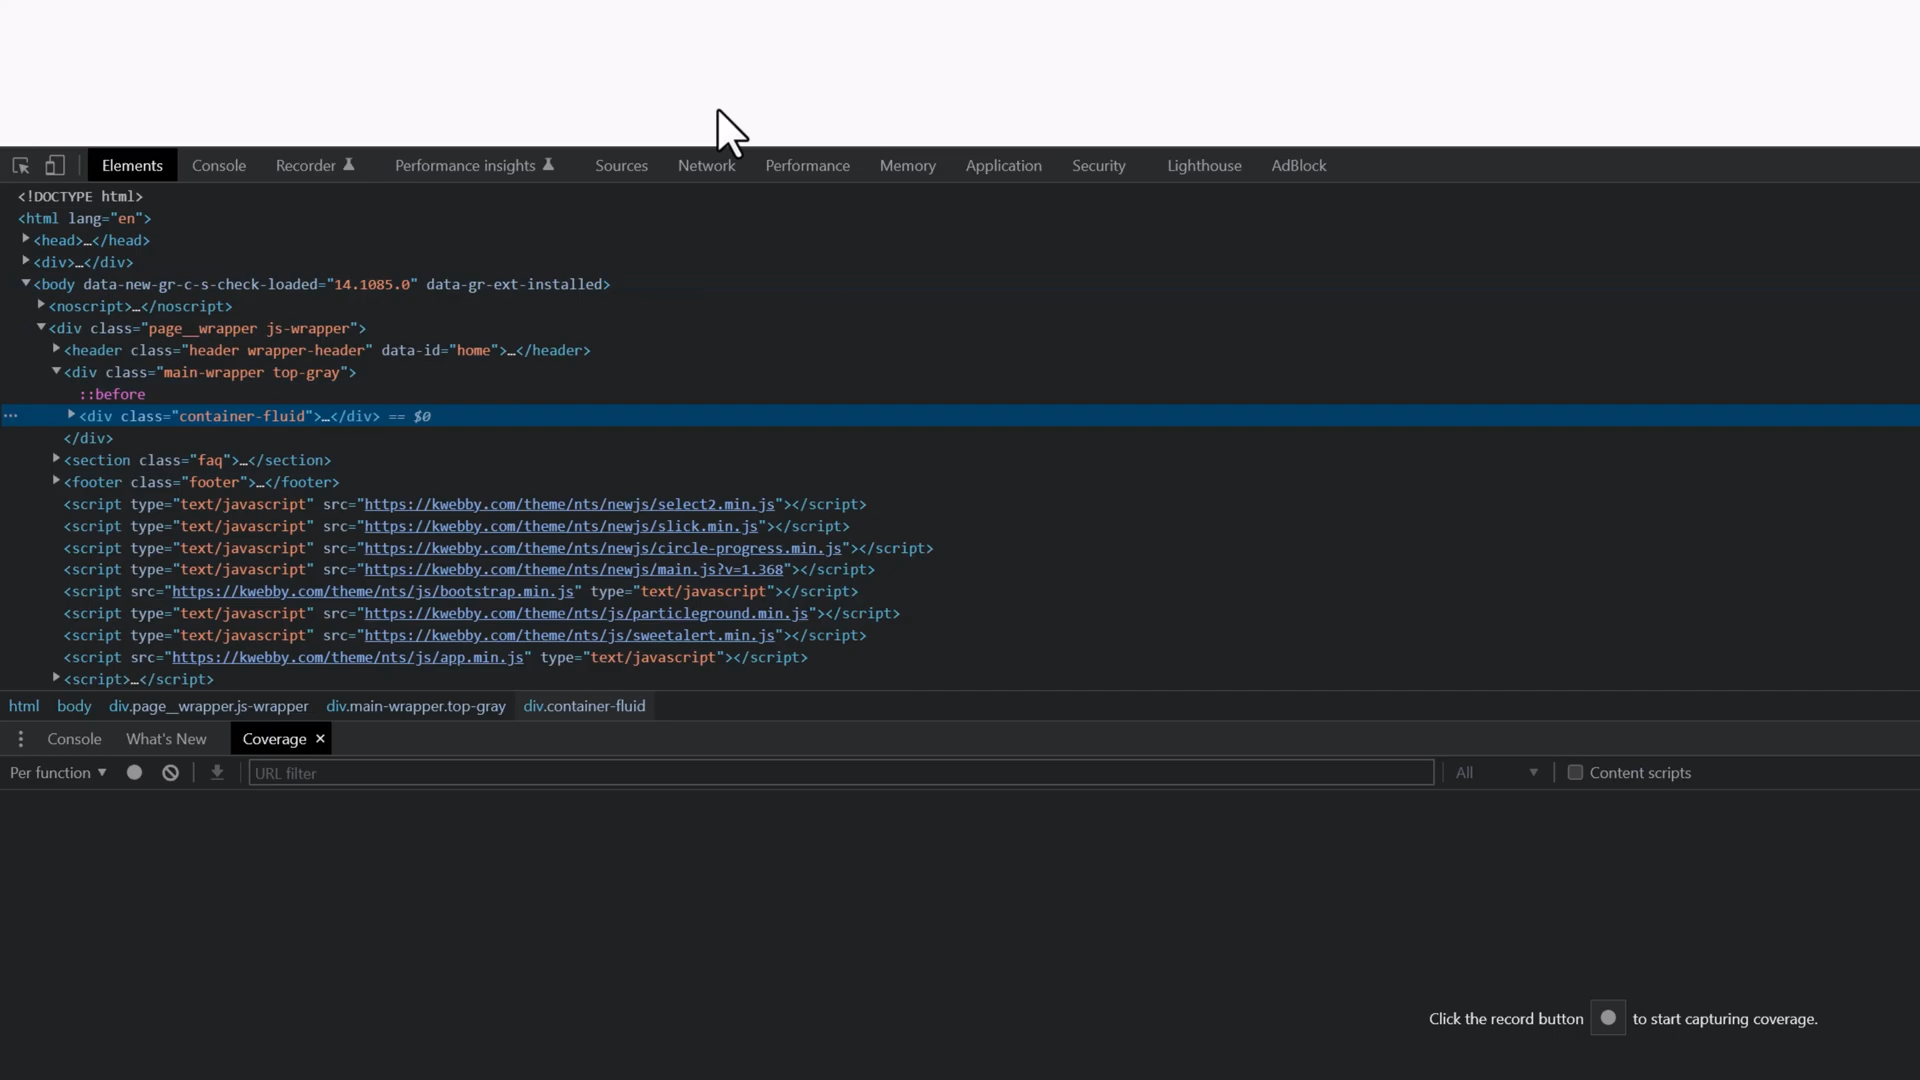 Elements Console Recorder Performance insights Sources Network Performance Memory Application Security Lighthouse AdBlock
<!DOCTYPE html>
<html lang="en">
<head>…</head>
<div>…</div>
<body data-new-gr-c-s-check-loaded="14.1085.0" data-gr-ext-installed>
<noscript>…</noscript>
<div class="page__wrapper js-wrapper">
<header class="header wrapper-header" data-id="home">…</header>
<div class="main-wrapper top-gray">
::before
<div class="container-fluid">…</div> == $0
</div>
<section class="faq">…</section>
<footer class="footer">…</footer>
<script type="text/javascript" src="https://kwebby.com/theme/nts/newjs/select2.min.js"></script>
<script type="text/javascript" src="https://kwebby.com/theme/nts/newjs/slick.min.js"></script>
<script type="text/javascript" src="https://kwebby.com/theme/nts/newjs/circle-progress.min.js"></script>
<script type="text/javascript" src="https://kwebby.com/theme/nts/newjs/main.js?v=1.368"></script>
<script src="https://kwebby.com/theme/nts/js/bootstrap.min.js" type="text/javascript"></script>
<script type="text/javascript" src="https://kwebby.com/theme/nts/js/particleground.min.js"></script>
<script type="text/javascript" src="https://kwebby.com/theme/nts/js/sweetalert.min.js"></script>
<script src="https://kwebby.com/theme/nts/js/app.min.js" type="text/javascript"></script>
<script>…</script>
html body div.page__wrapper.js-wrapper div.main-wrapper.top-gray div.container-fluid
Console What's New Coverage ×
Per function URL filter All Content scripts
Click the record button to start capturing coverage.